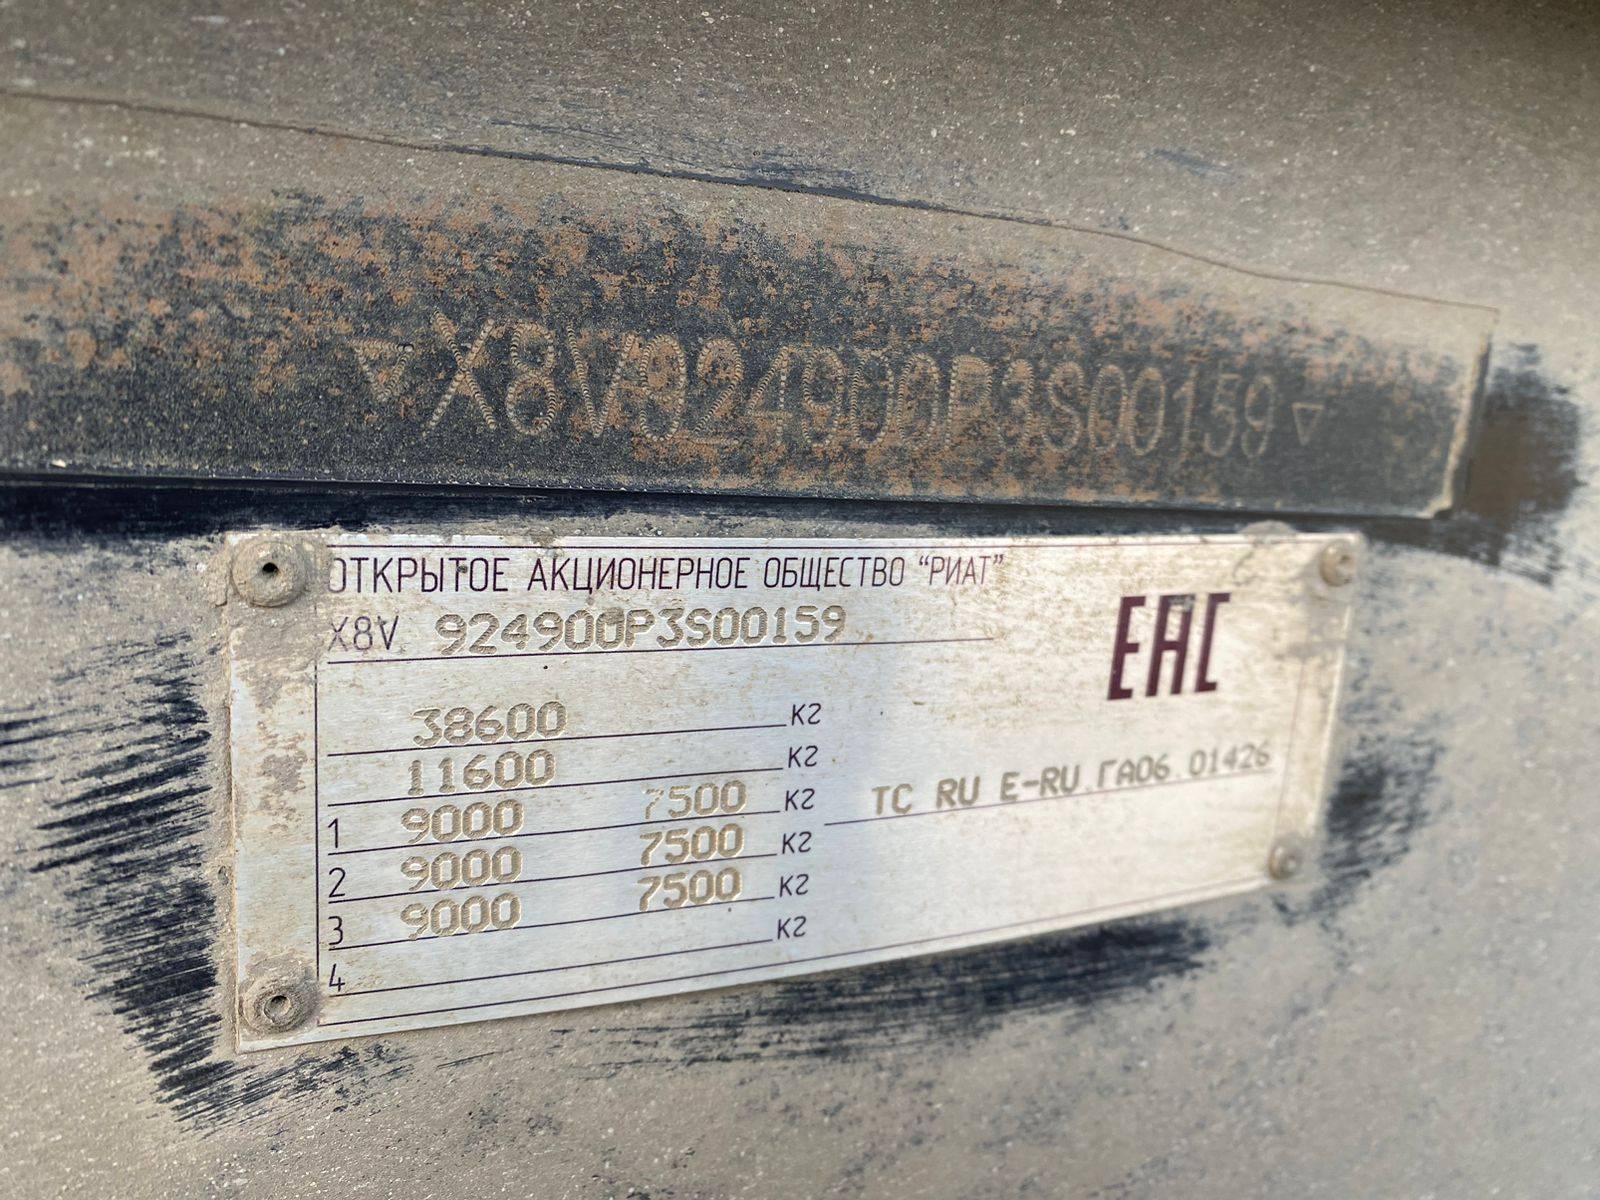 ▽X8V924900P3S00159▽
ОТКРЫТОЕ АКЦИОНЕРНОЕ ОБЩЕСТВО “РИАТ”
X8V 924900P3S00159
EAC
38600 кг
11600 кг
1 9000 7500 кг
2 9000 7500 кг
3 9000 7500 кг
4 кг
ТС RU E-RU.ГА06.01426